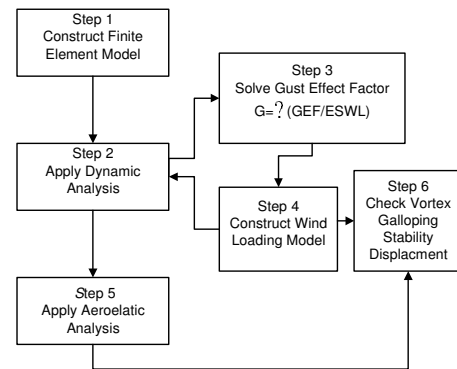 Step 1
Construct Finite
Element Model
Step 2
Apply Dynamic
Analysis
Step 3
Solve Gust Effect Factor
G=? (GEF/ESWL)
Step 4
Construct Wind
Loading Model
Step 5
Apply Aeroelatic
Analysis
Step 6
Check Vortex
Galloping
Stability
Displacment